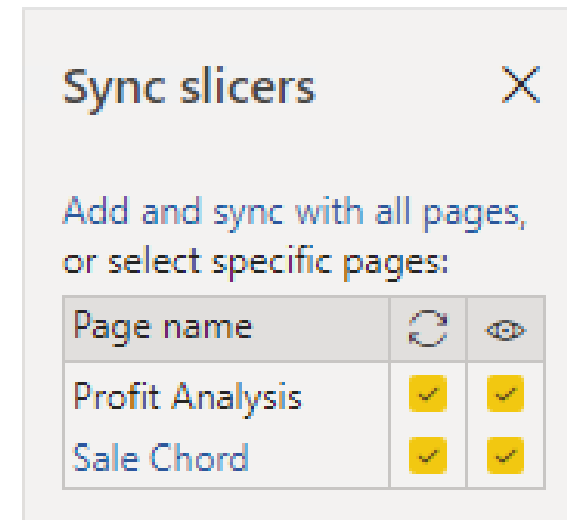 Sync slicers
Add and sync with all pages,
or select specific pages:
Page name
Profit Analysis
Sale Chord